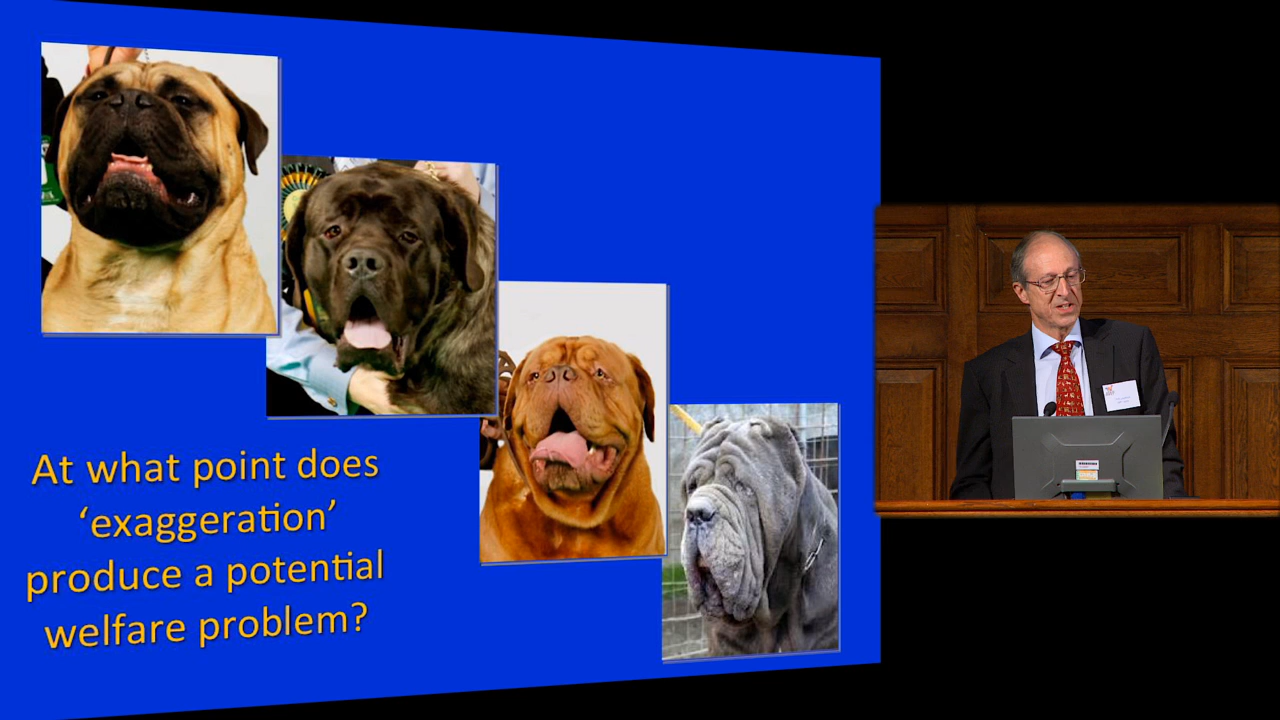 At what point does
‘exaggeration’
produce a potential
welfare problem?